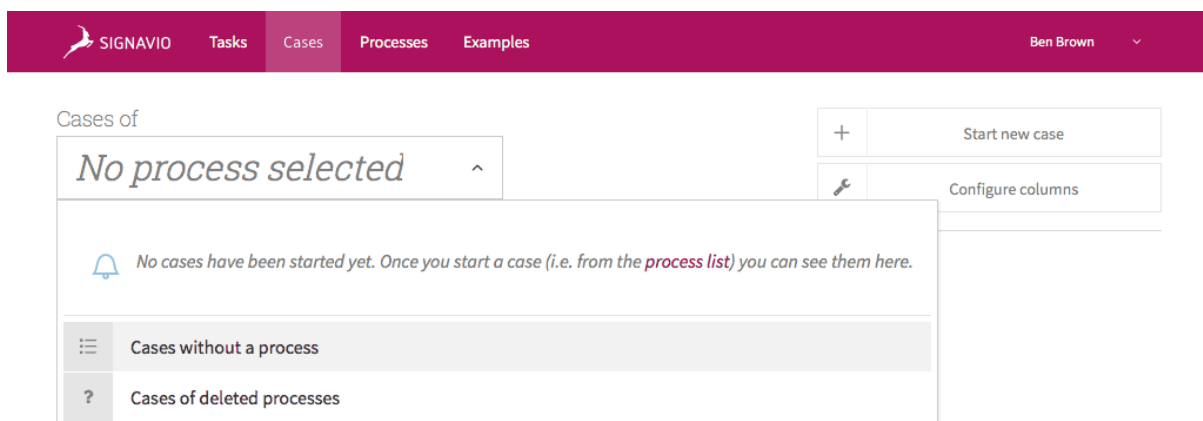 SIGNAVIO Tasks Cases Processes Examples Ben Brown
Cases of
No process selected
Start new case
Configure columns
No cases have been started yet. Once you start a case (i.e. from the process list) you can see them here.
Cases without a process
? Cases of deleted processes